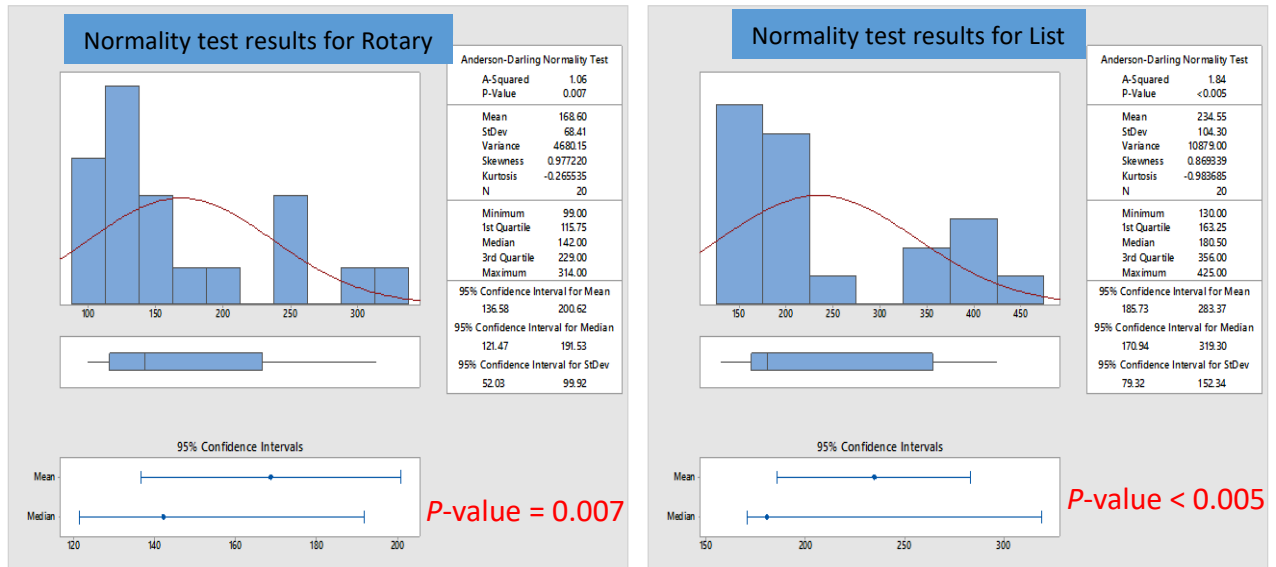 Normality test results for Rotary
Anderson-Darling Normality Test
A-Squared 1.06
P-Value 0.007
Mean 168.60
StDev 68.41
Variance 4680.15
Skewness 0.977220
Kurtosis -0.265535
N 20
Minimum 99.00
1st Quartile 115.75
Median 142.00
3rd Quartile 229.00
Maximum 314.00
95% Confidence Interval for Mean
136.58 200.62
95% Confidence Interval for Median
121.47 191.53
95% Confidence Interval for StDev
52.03 99.92
100 150 200 250 300
95% Confidence Intervals
Mean
Median
120 140 160 180 200
P-value = 0.007
Normality test results for List
Anderson-Darling Normality Test
A-Squared 1.84
P-Value <0.005
Mean 234.55
StDev 104.30
Variance 10879.00
Skewness 0.869339
Kurtosis -0.983685
N 20
Minimum 130.00
1st Quartile 163.25
Median 180.50
3rd Quartile 356.00
Maximum 425.00
95% Confidence Interval for Mean
185.73 283.37
95% Confidence Interval for Median
170.94 319.30
95% Confidence Interval for StDev
79.32 152.34
150 200 250 300 350 400 450
95% Confidence Intervals
Mean
Median
150 200 250 300
P-value < 0.005